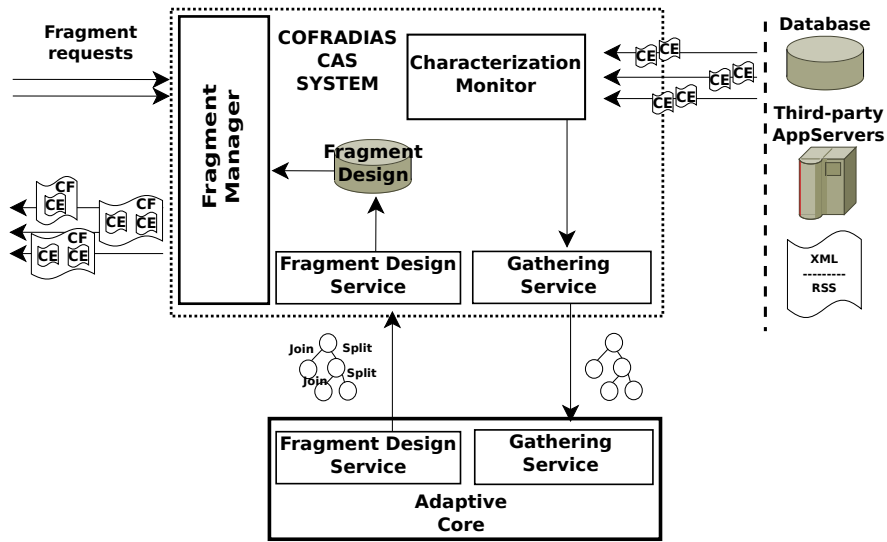 Fragment
requests
COFRADIAS
CAS
SYSTEM
Fragment
Manager
Characterization
Monitor
CE
CE
CE
CE
CE
CE
Database
Third-party
AppServers
XML
---------
RSS
Fragment
Design
CF
CE
CF
CE
CE
CF
CE
CE
Fragment Design
Service
Gathering
Service
Join
Split
Join
Split
Fragment Design
Service
Gathering
Service
Adaptive
Core